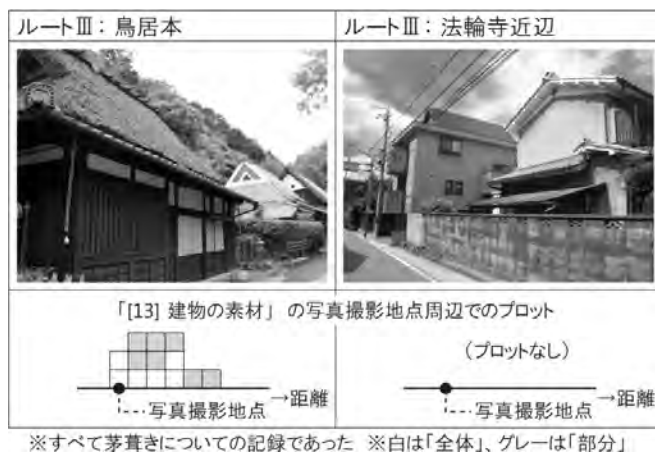 ルートⅢ：鳥居本
ルートⅢ：法輪寺近辺
「[13] 建物の素材」 の写真撮影地点周辺でのプロット
→距離
写真撮影地点
（プロットなし）
→距離
写真撮影地点
※すべて茅葺きについての記録であった ※白は「全体」、グレーは「部分」